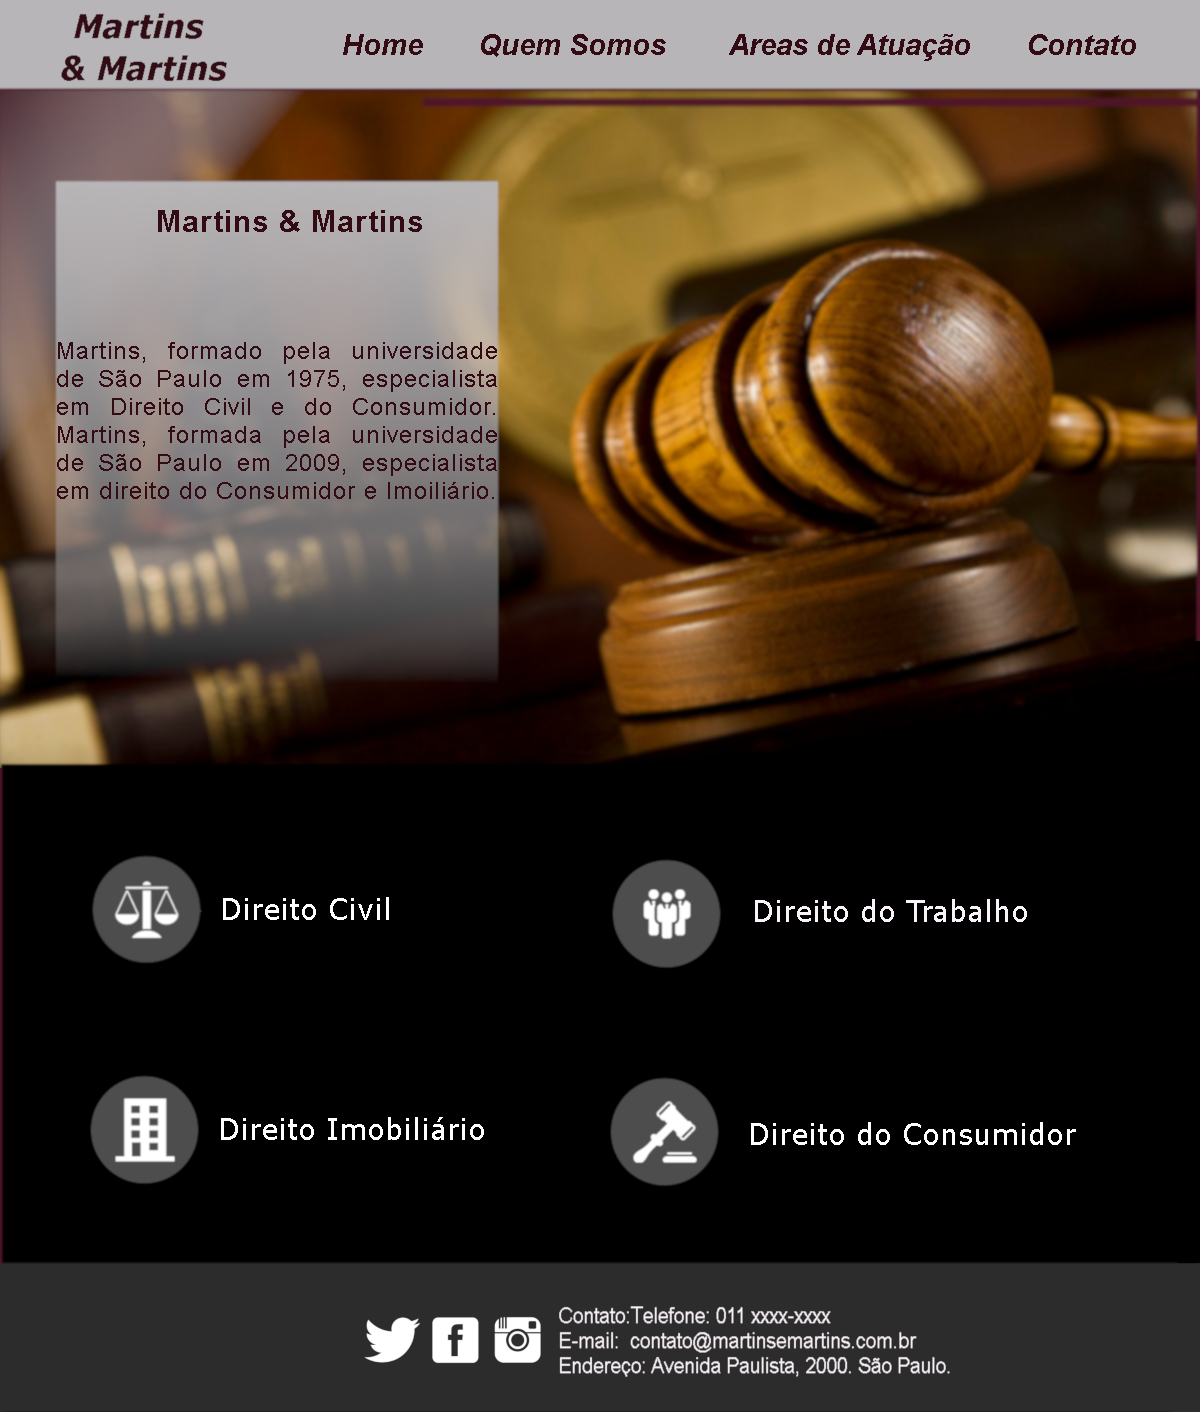 Martins
& Martins
Home Quem Somos Areas de Atuação Contato
Martins & Martins
Martins, formado pela universidade
de São Paulo em 1975, especialista
em Direito Civil e do Consumidor.
Martins, formada pela universidade
de São Paulo em 2009, especialista
em direito do Consumidor e Imoiliário.
Direito Civil
Direito do Trabalho
Direito Imobiliário
Direito do Consumidor
Contato:Telefone: 011 xxxx-xxxx
E-mail: contato@martinsemartins.com.br
Endereço: Avenida Paulista, 2000. São Paulo.